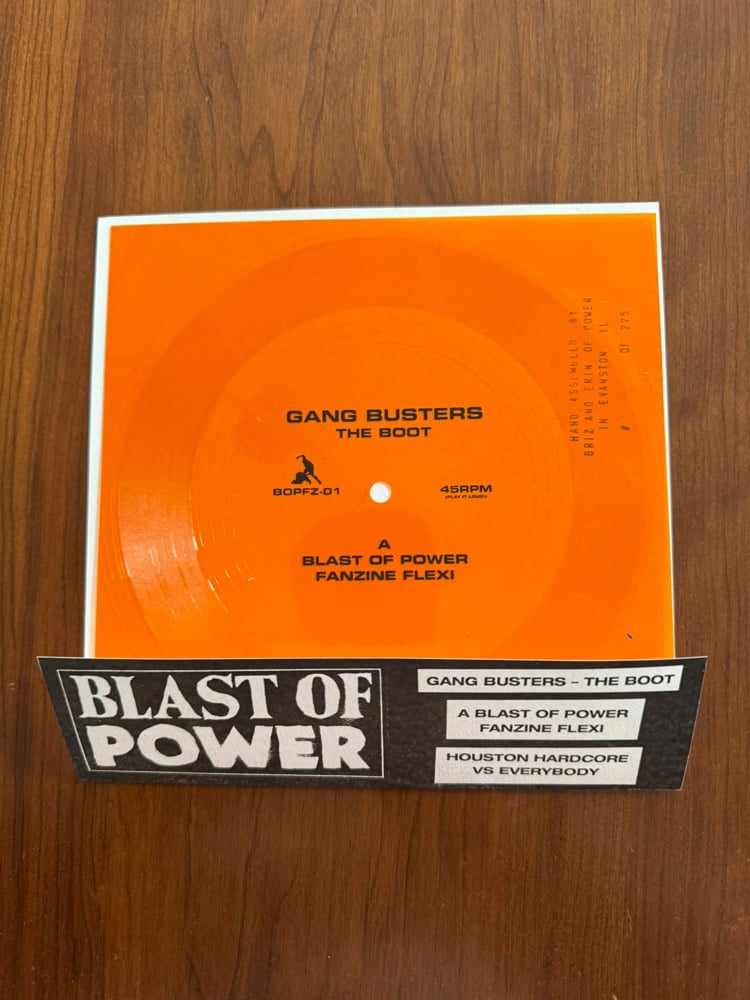 GANG BUSTERS
THE BOOT
BOPFZ-01
45RPM
(PLAY IT LOUD!)
A
BLAST OF POWER
FANZINE FLEXI
HAND ASSEMBLED BY
BRIZ AND ERIN OF POWER
IN EVANSTON IL
# OF 225
BLAST OF
POWER
GANG BUSTERS – THE BOOT
A BLAST OF POWER
FANZINE FLEXI
HOUSTON HARDCORE
VS EVERYBODY